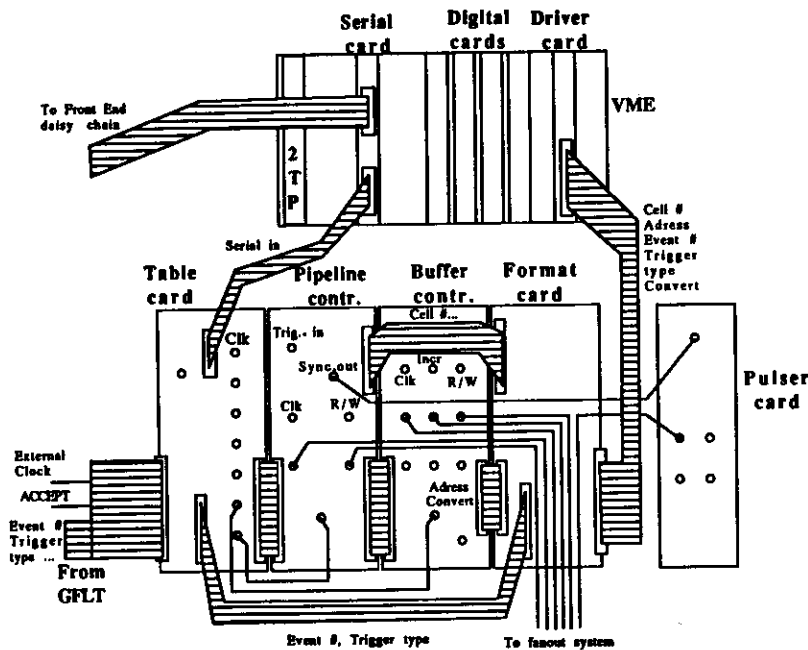 Serial card
Digital cards
Driver card
To Front End
daisy chain
VME
2TP
Serial in
Cell #
Adress
Event #
Trigger
type
Convert
Table card
Pipeline contr.
Buffer contr.
Format card
Cell #...
Clk
Trig.. in
Sync.out
Incr
Clk
R/W
Clk
R/W
Pulser
card
External
Clock
ACCEPT
Event #
Trigger
type ...
Adress
Convert
From
GFLT
Event #, Trigger type
To fanout system